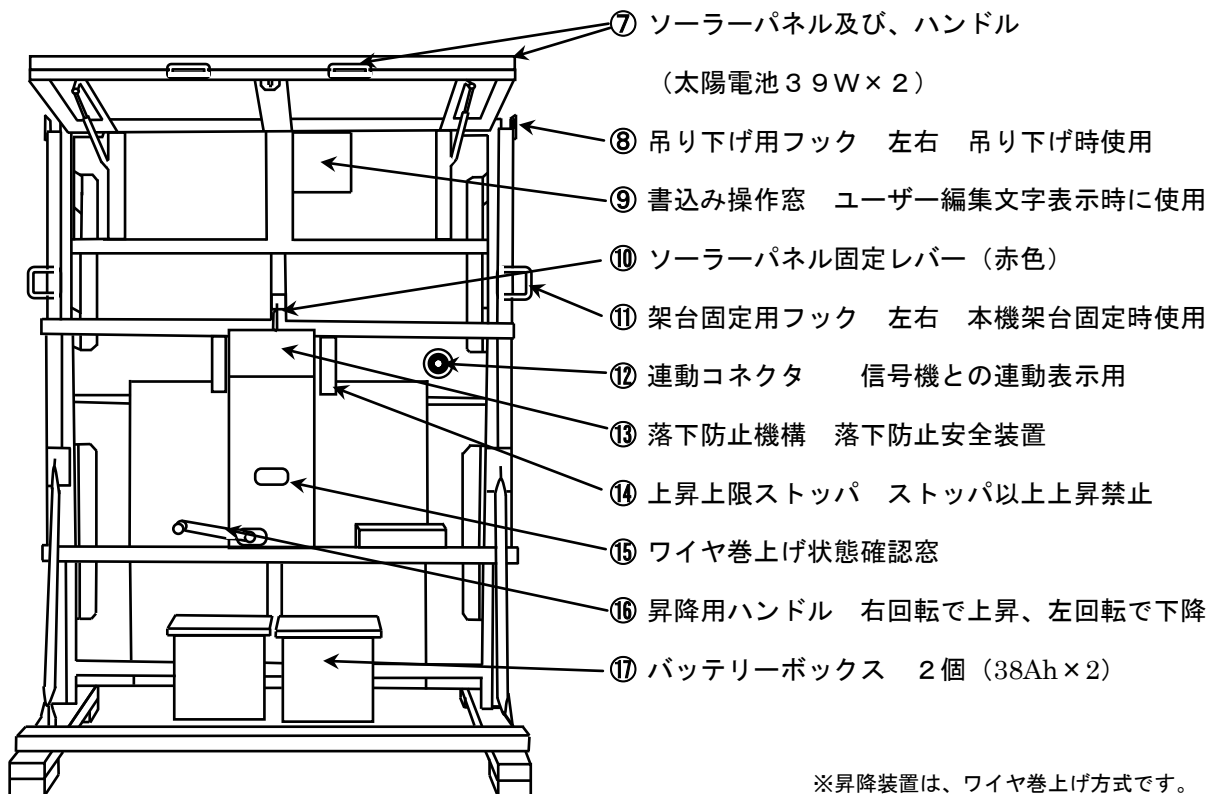 ⑦ ソーラーパネル及び、ハンドル
（太陽電池３９Ｗ×２）
⑧ 吊り下げ用フック　左右　吊り下げ時使用
⑨ 書込み操作窓　ユーザー編集文字表示時に使用
⑩ ソーラーパネル固定レバー（赤色）
⑪ 架台固定用フック　左右　本機架台固定時使用
⑫ 連動コネクタ　　信号機との連動表示用
⑬ 落下防止機構　落下防止安全装置
⑭ 上昇上限ストッパ　ストッパ以上上昇禁止
⑮ ワイヤ巻上げ状態確認窓
⑯ 昇降用ハンドル　右回転で上昇、左回転で下降
⑰ バッテリーボックス　２個（38Ah×2）
※昇降装置は、ワイヤ巻上げ方式です。